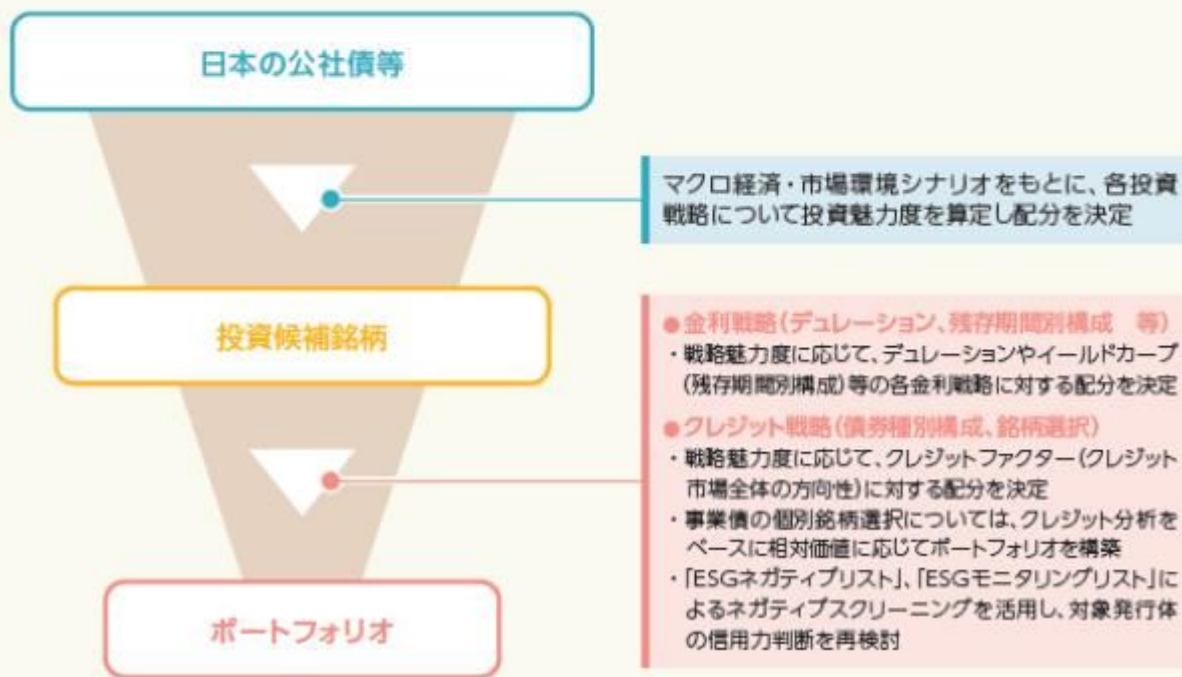 日本の公社債等
マクロ経済・市場環境シナリオをもとに、各投資
戦略について投資魅力度を算定し配分を決定
投資候補銘柄
●金利戦略(デュレーション、残存期間別構成　等)
・戦略魅力度に応じて、デュレーションやイールドカーブ
(残存期間別構成)等の各金利戦略に対する配分を決定
●クレジット戦略(債券種別構成、銘柄選択)
・戦略魅力度に応じて、クレジットファクター(クレジット
市場全体の方向性)に対する配分を決定
・事業債の個別銘柄選択については、クレジット分析を
ベースに相対価値に応じてポートフォリオを構築
・「ESGネガティブリスト」、「ESGモニタリングリスト」に
よるネガティブスクリーニングを活用し、対象発行体
の信用力判断を再検討
ポートフォリオ